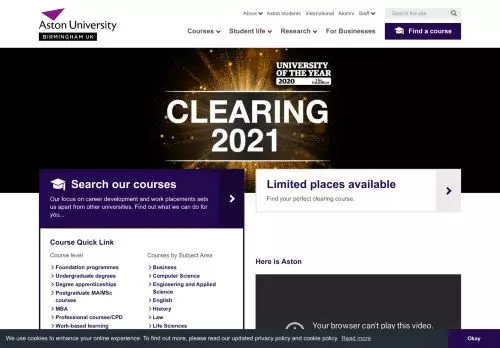 Aston University
BIRMINGHAM UK
About
Aston students
International
Alumni
Staff
Search the site
Courses
Student life
Research
For Businesses
Find a course
UNIVERSITY
OF THE YEAR
2020
CLEARING
2021
Search our courses
Our focus on career development and work placements sets
us apart from other universities. Find out what we can do for
you...
Limited places available
Find your perfect clearing course.
Course Quick Link
Course level
Foundation programmes
Undergraduate degrees
Degree apprenticeships
Postgraduate MA/MSc
courses
MBA
Professional courses/CPD
Work-based learning
Courses by Subject Area
Business
Computer Science
Engineering and Applied
Science
English
History
Law
Life Sciences
Here is Aston
Your browser can't play this video.
We use cookies to enhance your online experience. To find out more, please read our updated privacy policy and cookie policy. Read more
Okay